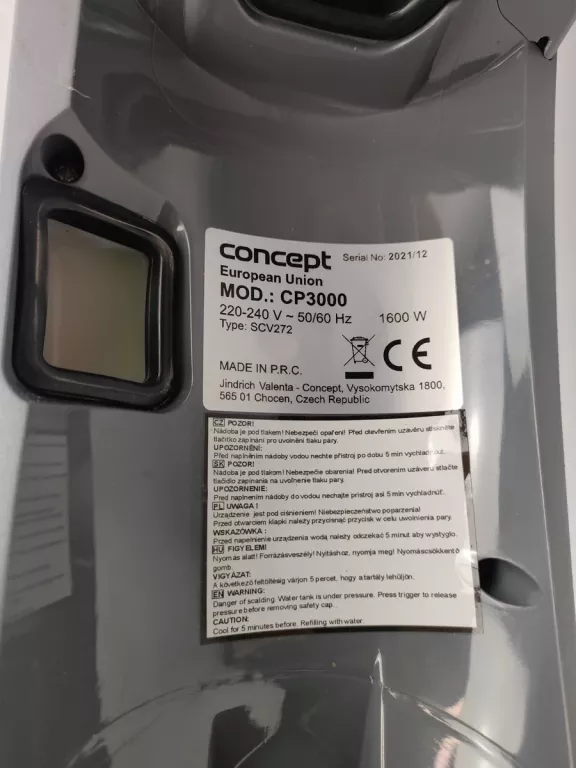 concept Serial No: 2021/12
European Union
MOD.: CP3000
220-240 V ~ 50/60 Hz 1600 W
Type: SCV272
MADE IN P.R.C.
Jindrich Valenta - Concept, Vysokomytska 1800,
565 01 Chocen, Czech Republic
CZ POZOR!
Nádoba je pod tlakem! Nebezpečí opaření! Před otevřením uzávěru stiskněte
tlačítko zapínání pro uvolnění tlaku páry.
UPOZORNĚNÍ:
Před naplněním nádoby vodou nechte přístroj po dobu 5 min vychladnout.
SK POZOR!
Nádoba je pod tlakom! Nebezpečie obarenia! Pred otvorením uzáveru stlačte
tlačidlo zapínania na uvoľnenie tlaku pary.
UPOZORNENIE:
Pred naplnením nádoby do vodou nechajte prístroj asi 5 min vychladnúť.
PL UWAGA !
Urządzenie jest pod ciśnieniem! Niebezpieczeństwo poparzenia!
Przed otwarciem klapki należy przycisnąć przycisk w celu uwolnienia pary.
WSKAZÓWKA:
Przed napełnienie urządzenia wodą, należy odczekać 5 minut aby wystygło.
HU FIGYELEM!
Nyomás alatt! Forrázásveszély! Nyitáshoz, nyomja meg! Nyomáscsökkentő
gomb.
VIGYÁZAT:
A következő feltöltésig várjon 5 percet, hogy a tartály lehűljön.
EN WARNING:
Danger of scalding. Water tank is under pressure. Press trigger to release
pressure before removing safety cap.
CAUTION:
Cool for 5 minutes before. Refilling with water.